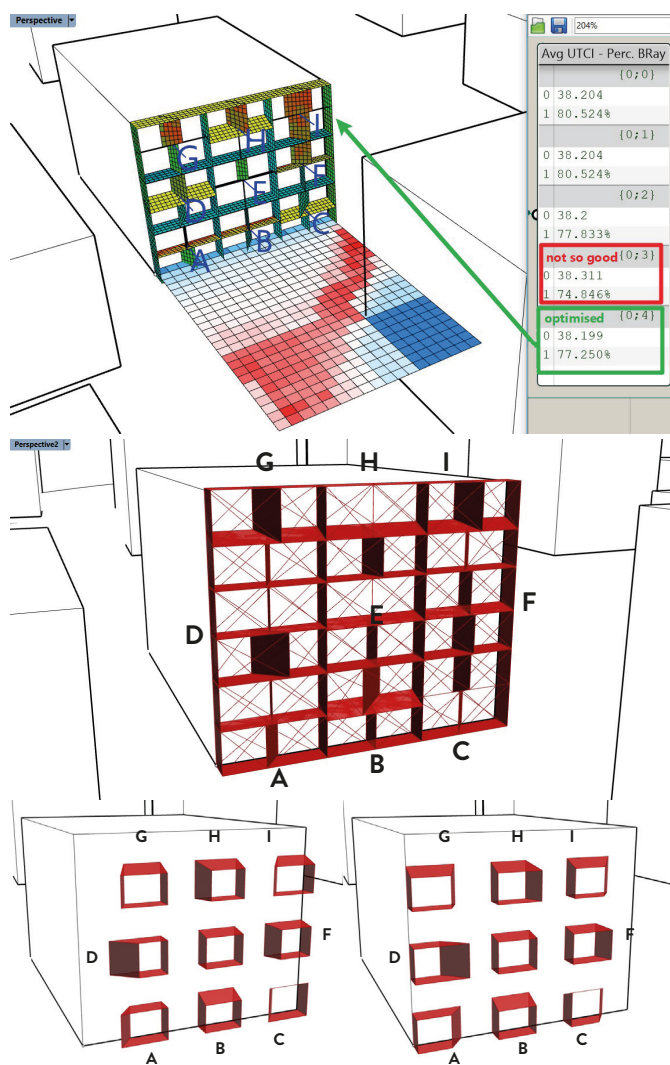 Perspective
204%
Avg UTCI - Perc. BRay
{0;0}
0 38.204
1 80.524%
{0;1}
0 38.204
1 80.524%
{0;2}
0 38.2
1 77.833%
not so good {0;3}
0 38.311
1 74.846%
optimised {0;4}
0 38.199
1 77.250%
G H I
D E F
A B C
Perspective2
G H I
D E F
A B C
G H I
D F
A B C
G H I
D F
A B C